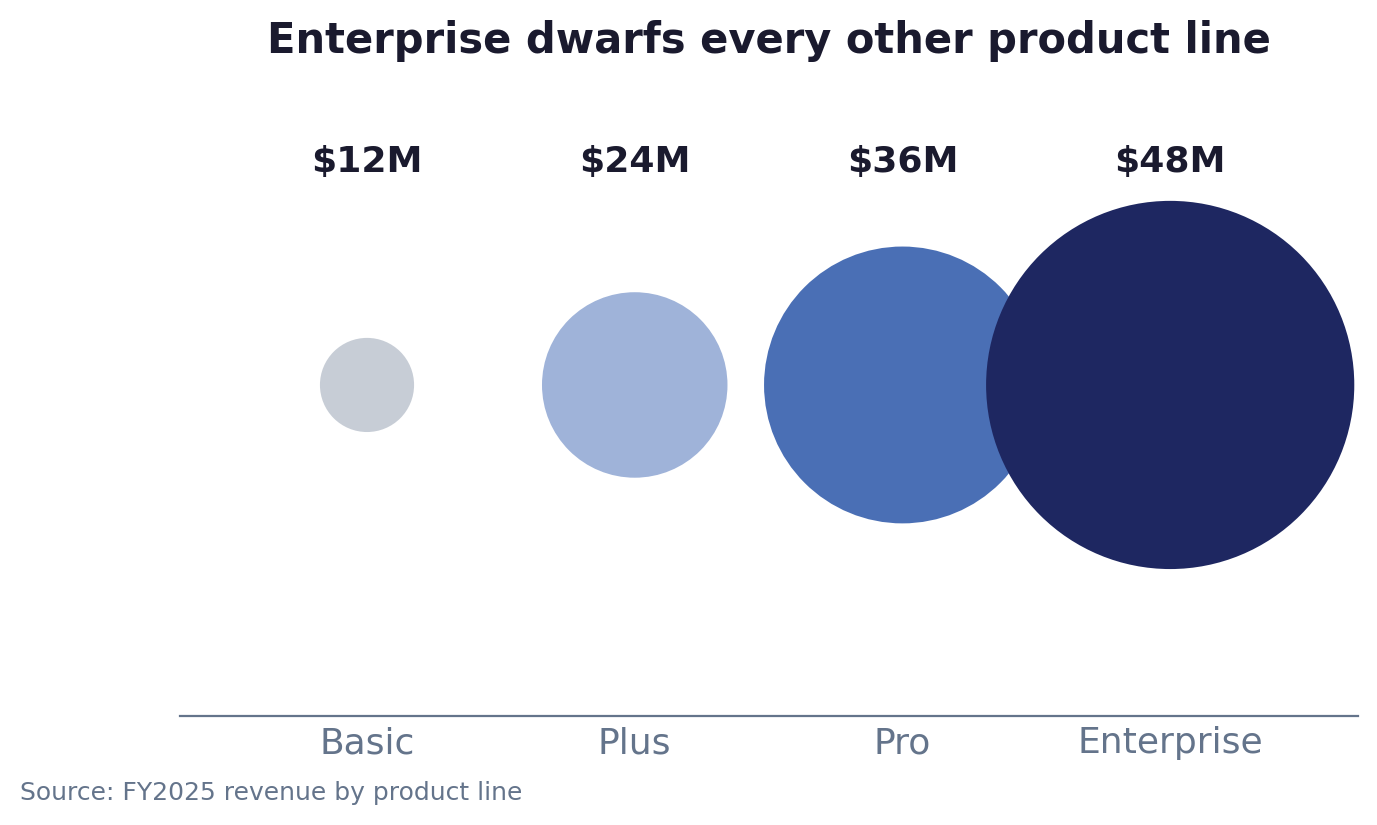 Enterprise dwarfs every other product line
$12M $24M $36M $48M
Basic Plus Pro Enterprise
Source: FY2025 revenue by product line